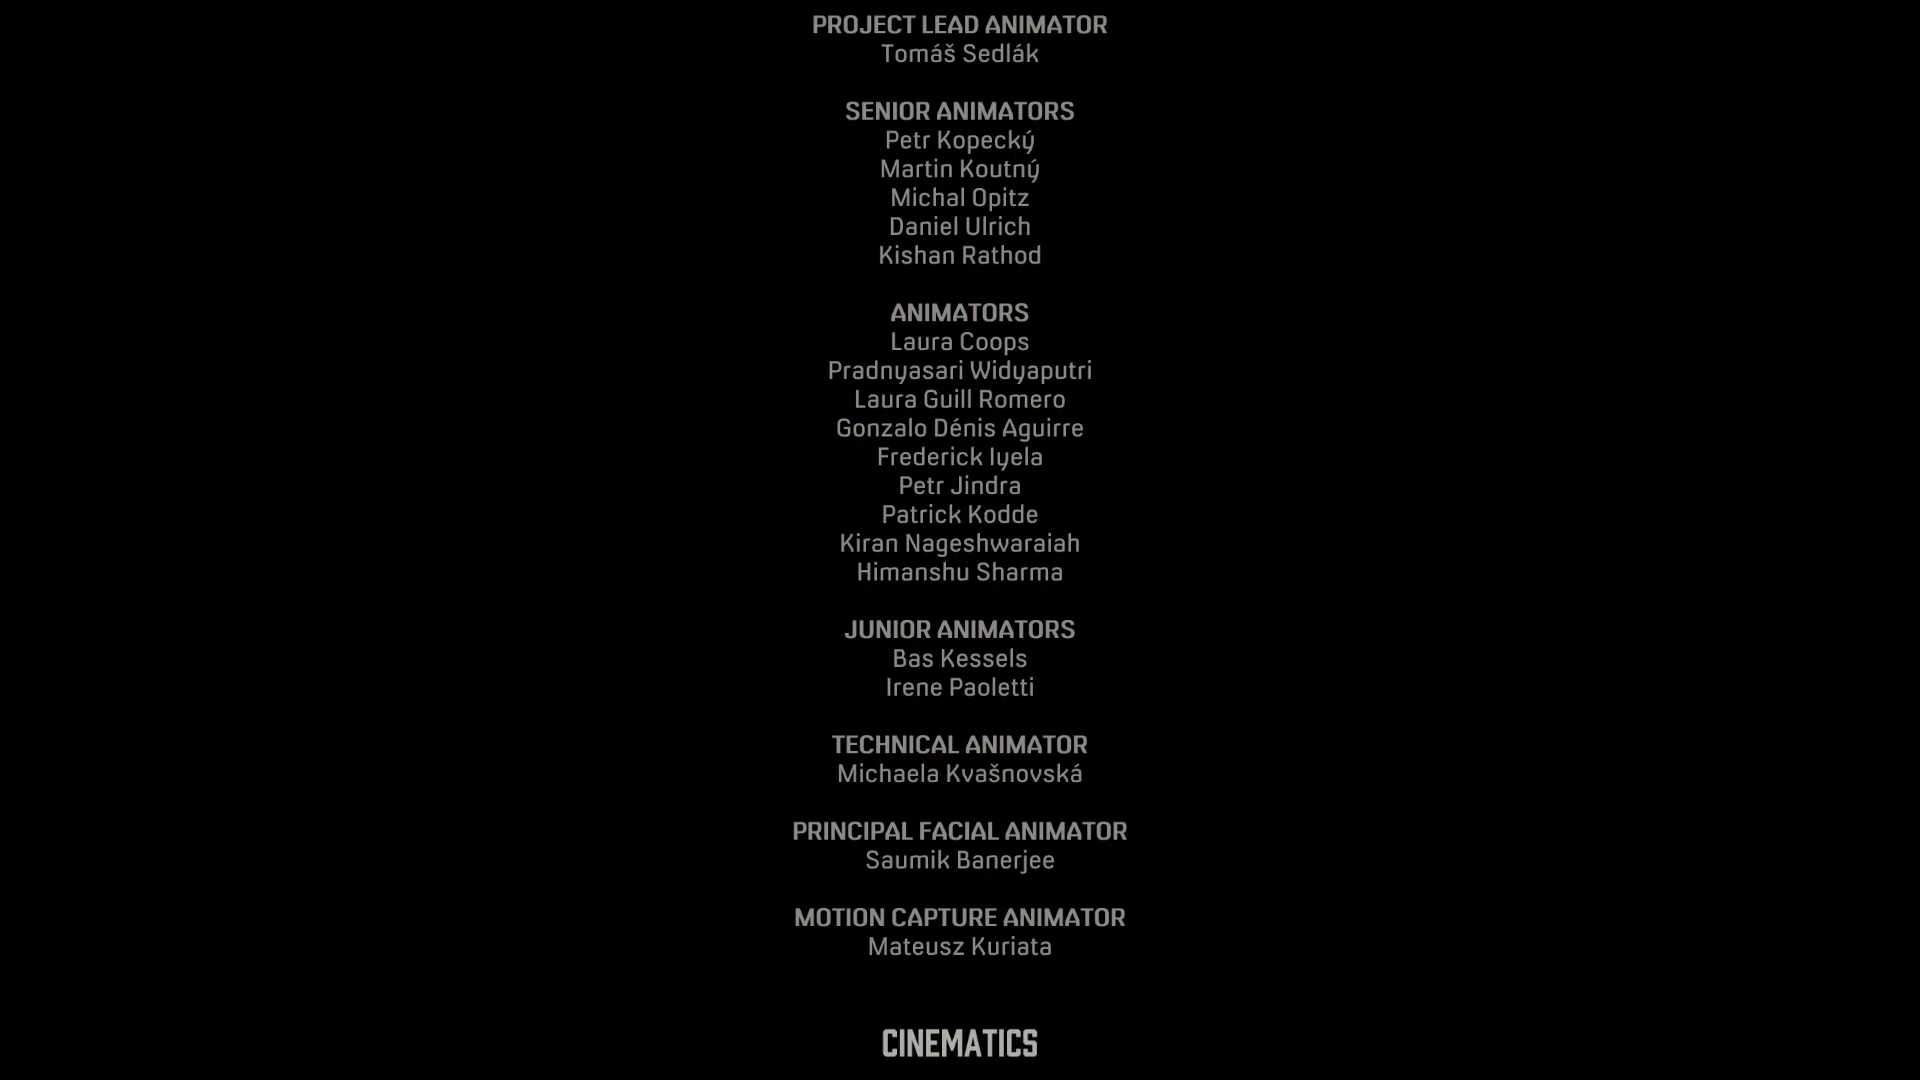 PROJECT LEAD ANIMATOR
Tomáš Sedlák
SENIOR ANIMATORS
Petr Kopecký
Martin Koutný
Michal Opitz
Daniel Ulrich
Kishan Rathod
ANIMATORS
Laura Coops
Pradnyasari Widyaputri
Laura Guill Romero
Gonzalo Dénis Aguirre
Frederick Iyela
Petr Jindra
Patrick Kodde
Kiran Nageshwaraiah
Himanshu Sharma
JUNIOR ANIMATORS
Bas Kessels
Irene Paoletti
TECHNICAL ANIMATOR
Michaela Kvašnovská
PRINCIPAL FACIAL ANIMATOR
Saumik Banerjee
MOTION CAPTURE ANIMATOR
Mateusz Kuriata
CINEMATICS